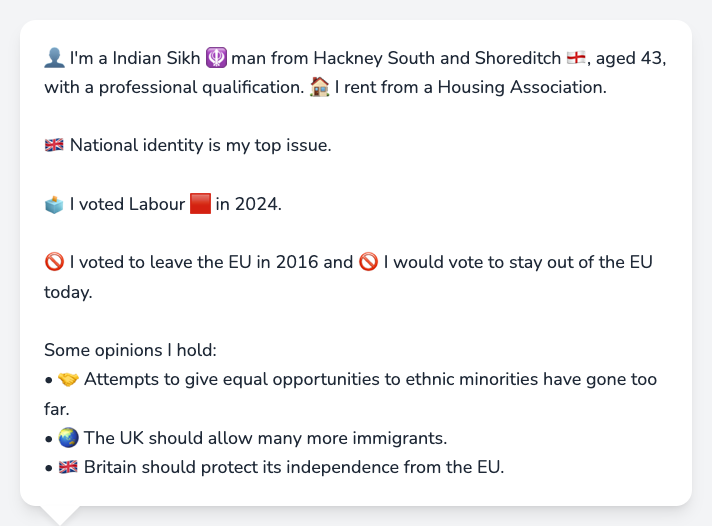 👤 I'm a Indian Sikh 🪯 man from Hackney South and Shoreditch 🏴󠁧󠁢󠁥󠁮󠁧󠁿, aged 43,
with a professional qualification. 🏠 I rent from a Housing Association.
🇬🇧 National identity is my top issue.
🗳️ I voted Labour 🟥 in 2024.
🚫 I voted to leave the EU in 2016 and 🚫 I would vote to stay out of the EU
today.
Some opinions I hold:
• 🤝 Attempts to give equal opportunities to ethnic minorities have gone too
far.
• 🌏 The UK should allow many more immigrants.
• 🇬🇧 Britain should protect its independence from the EU.